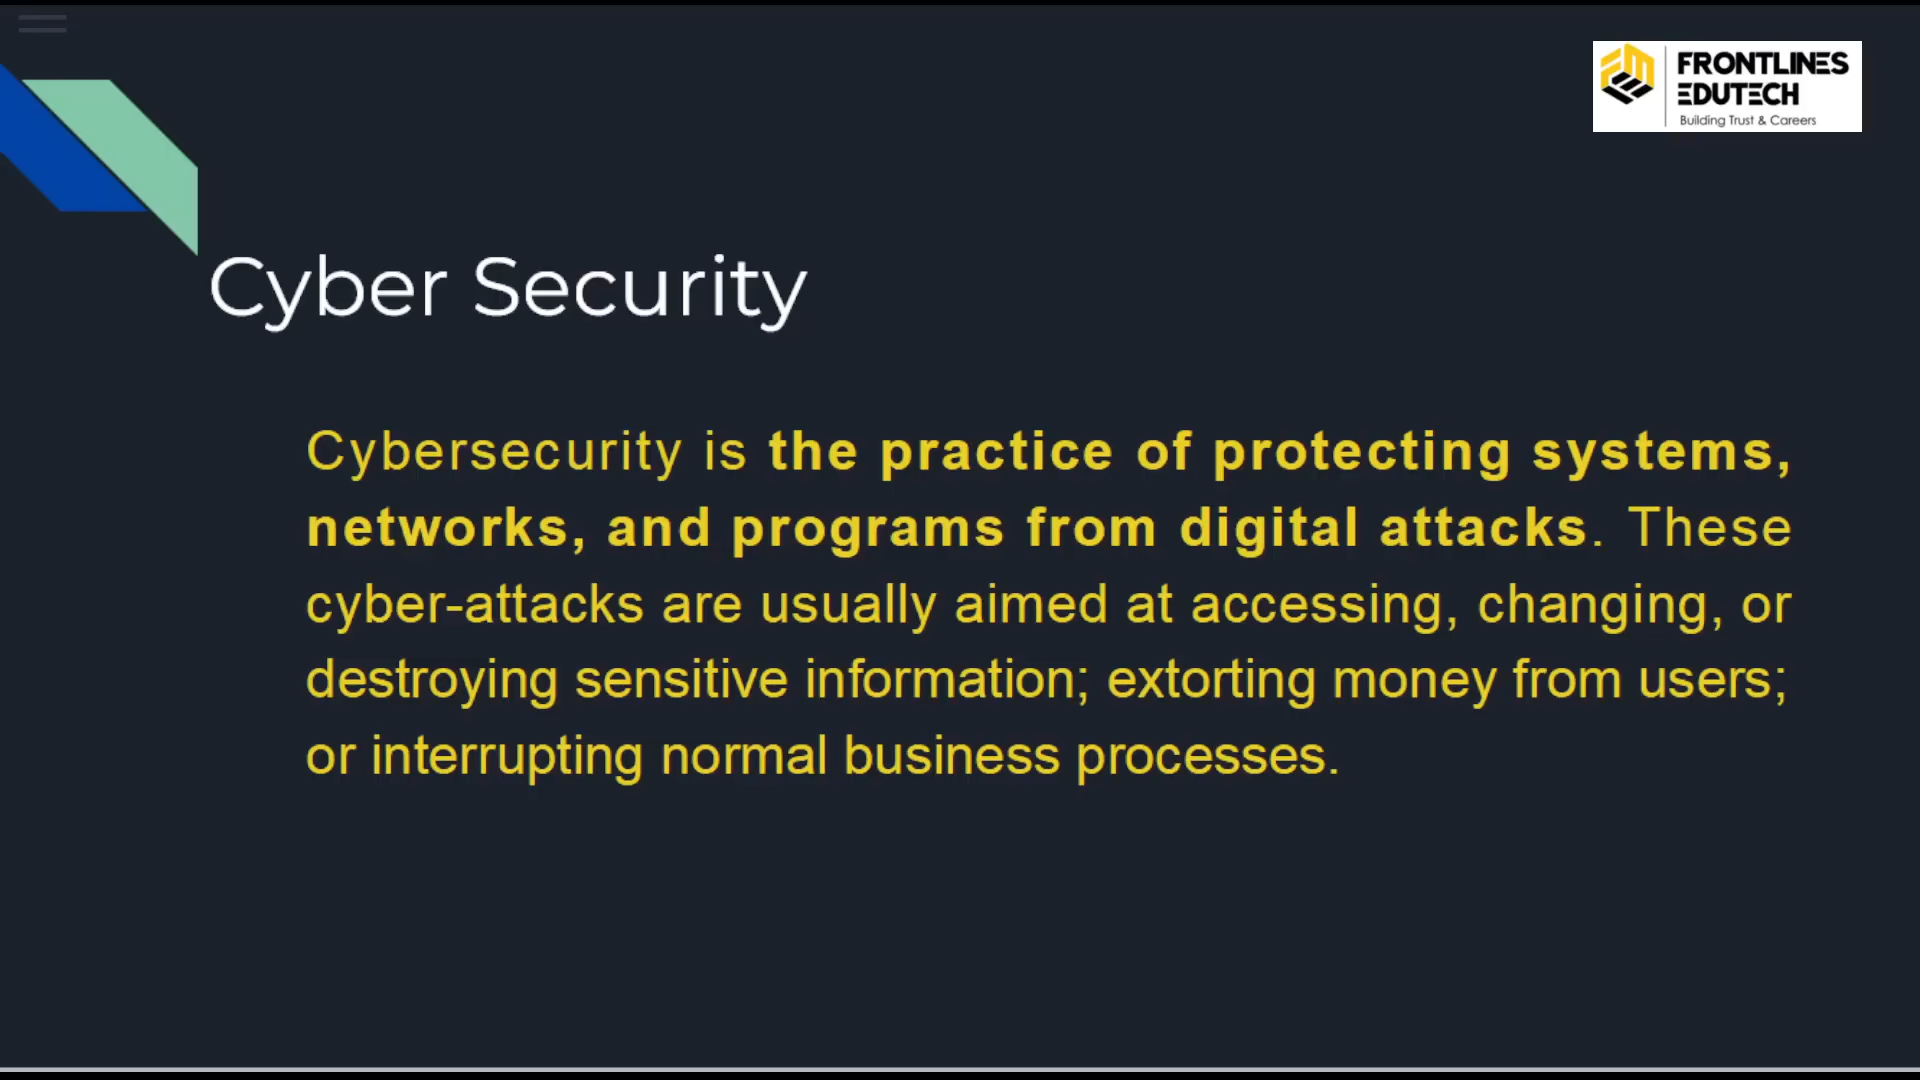 FRONTLINES
EDUTECH
Building Trust & Careers
Cyber Security
Cybersecurity is the practice of protecting systems,
networks, and programs from digital attacks. These
cyber-attacks are usually aimed at accessing, changing, or
destroying sensitive information; extorting money from users;
or interrupting normal business processes.